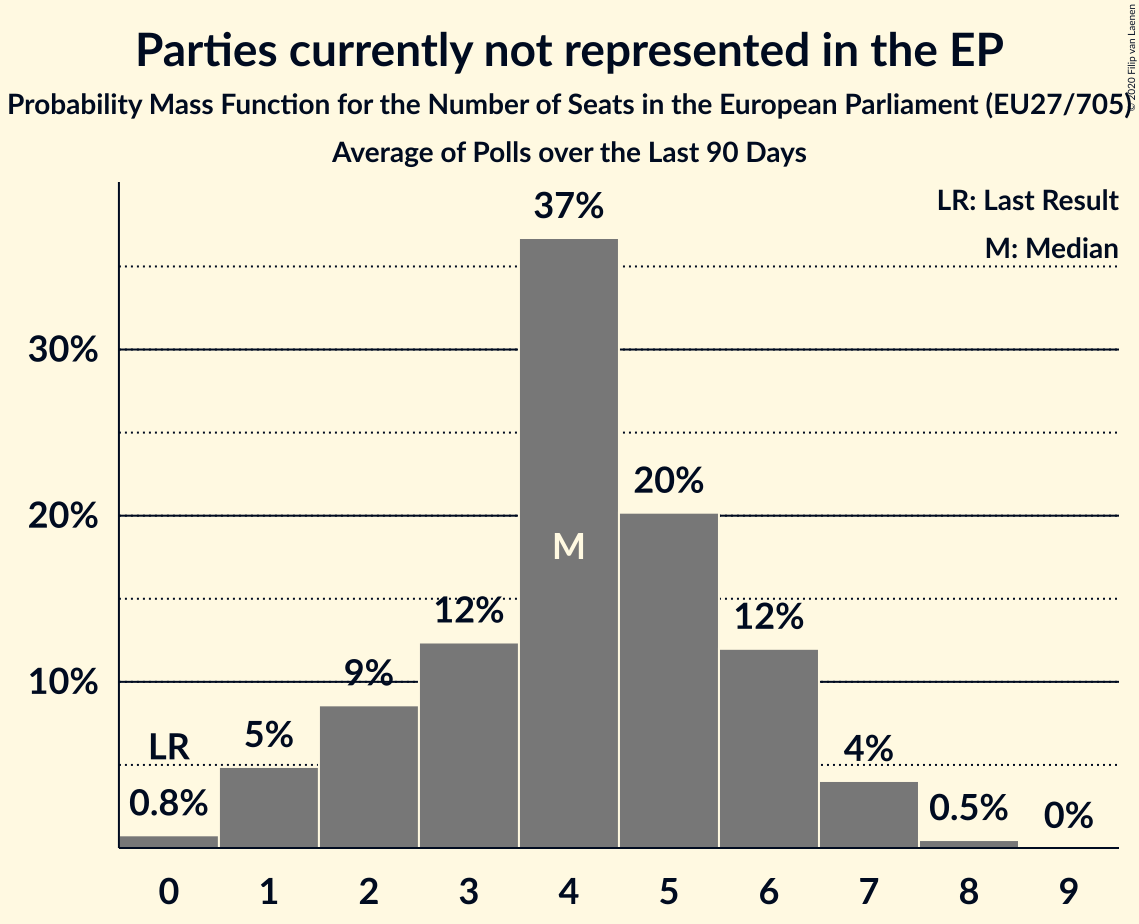 Parties currently not represented in the EP
Probability Mass Function for the Number of Seats in the European Parliament (EU27/705)
Average of Polls over the Last 90 Days
© 2020 Filip van Laenen
LR: Last Result
M: Median
37%
30%
20%
20%
M
12%
12%
10%
9%
LR
5%
4%
0.8%
0.5%
0%
0 1 2 3 4 5 6 7 8 9